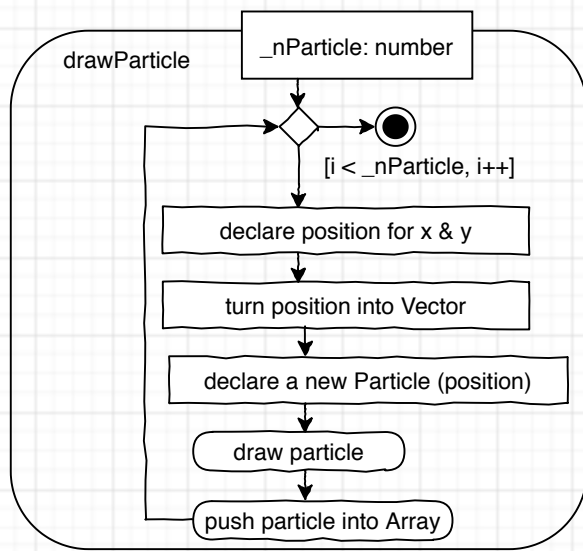 drawParticle
_nParticle: number
[i < _nParticle, i++]
declare position for x & y
turn position into Vector
declare a new Particle (position)
draw particle
push particle into Array